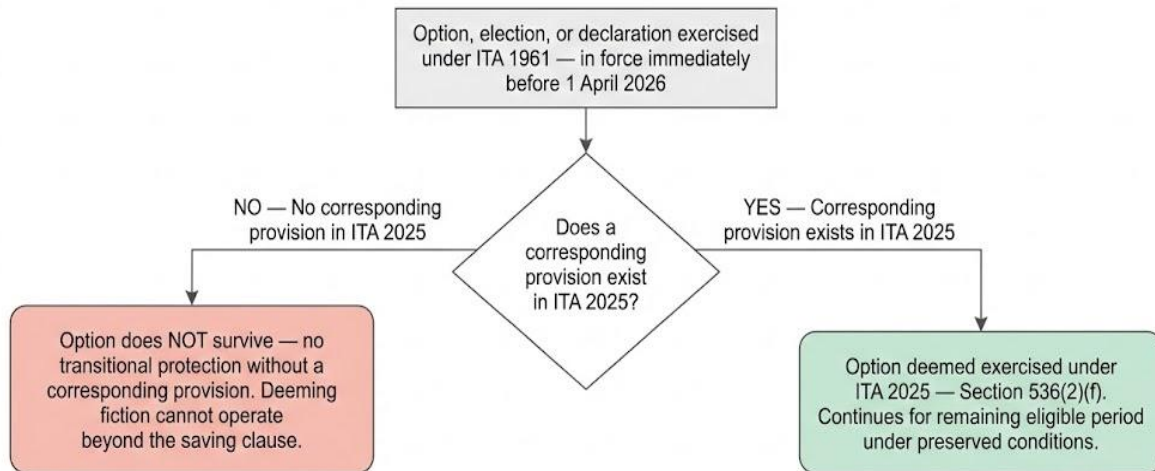 Option, election, or declaration exercised
under ITA 1961 — in force immediately
before 1 April 2026
NO — No corresponding
provision in ITA 2025
YES — Corresponding
provision exists in ITA 2025
Does a
corresponding
provision exist
in ITA 2025?
Option does NOT survive — no
transitional protection without a
corresponding provision. Deeming
fiction cannot operate
beyond the saving clause.
Option deemed exercised under
ITA 2025 — Section 536(2)(f).
Continues for remaining eligible period
under preserved conditions.